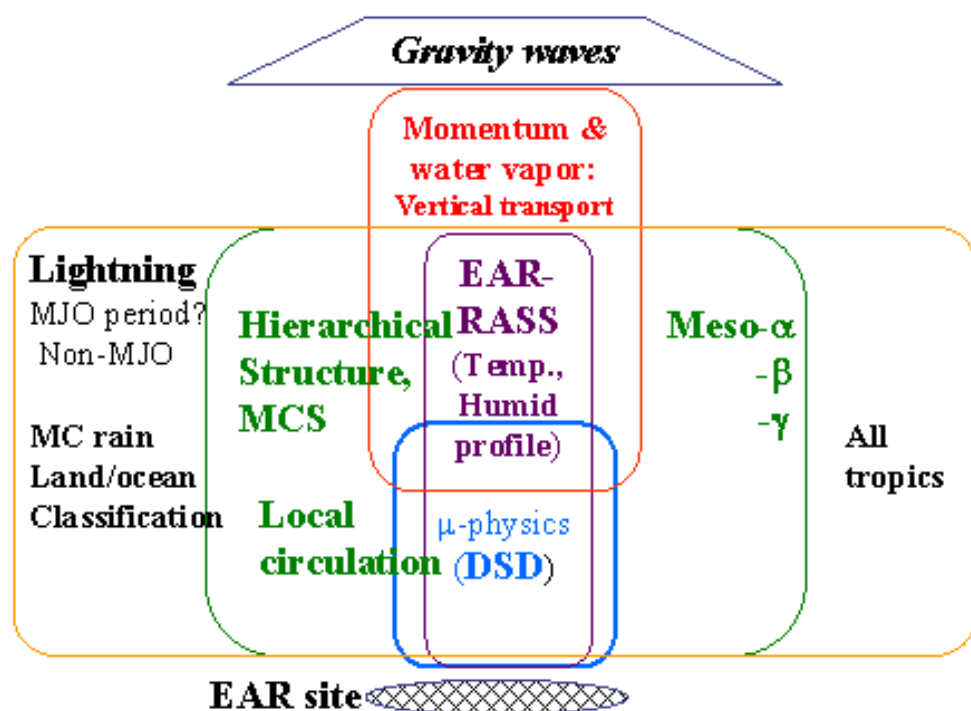 Gravity waves
Momentum &
water vapor:
Vertical transport
Lightning
MJO period?
Non-MJO
MC rain
Land/ocean
Classification
Hierarchical
Structure,
MCS
Local
circulation
EAR-
RASS
(Temp.,
Humid
profile)
μ-physics
(DSD)
Meso-α
-β
-γ
All
tropics
EAR site